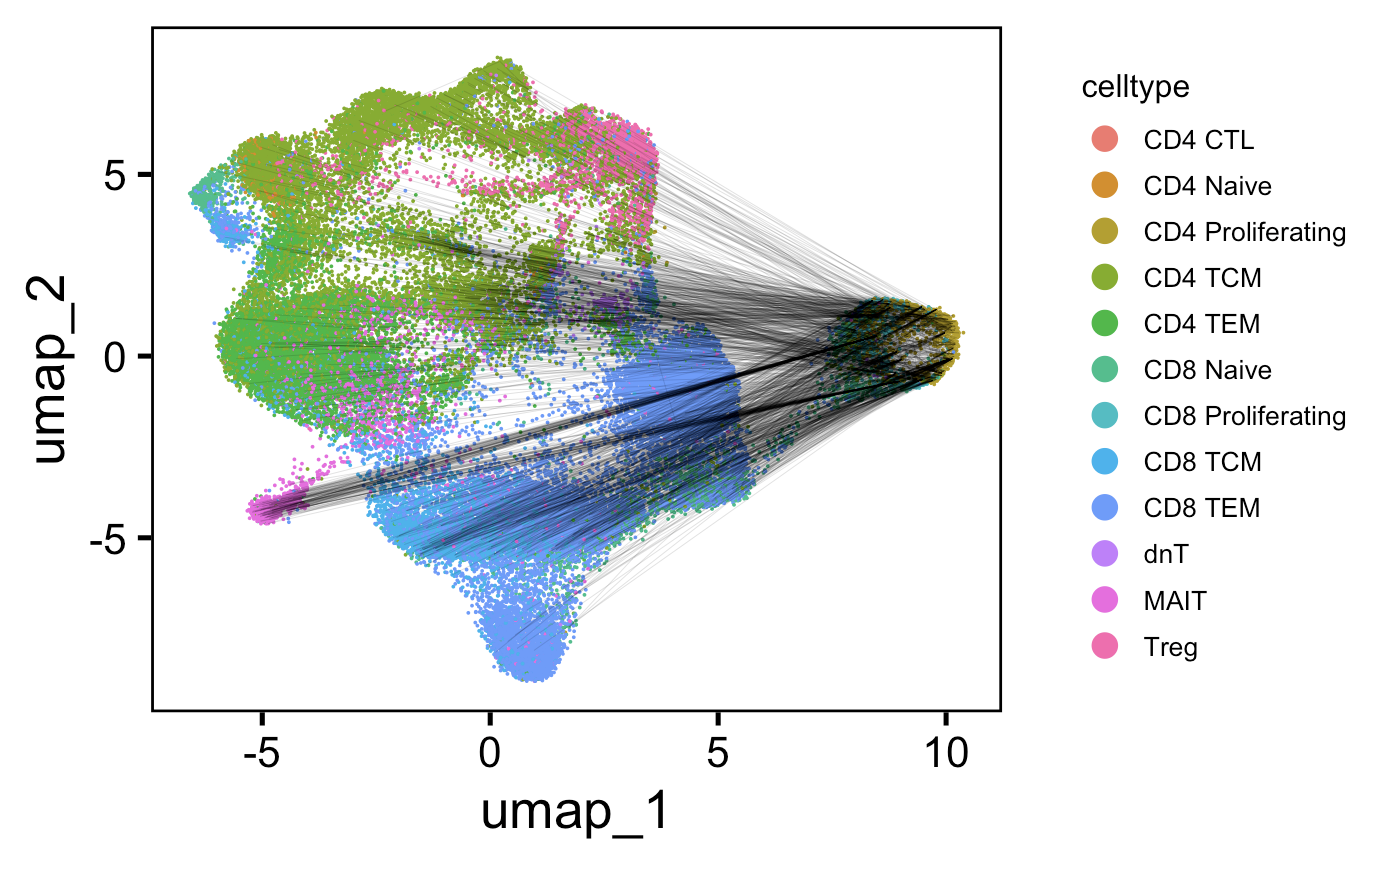 celltype
CD4 CTL
CD4 Naive
CD4 Proliferating
CD4 TCM
CD4 TEM
CD8 Naive
CD8 Proliferating
CD8 TCM
CD8 TEM
dnT
MAIT
Treg
umap_2
5
0
-5
-5 0 5 10
umap_1